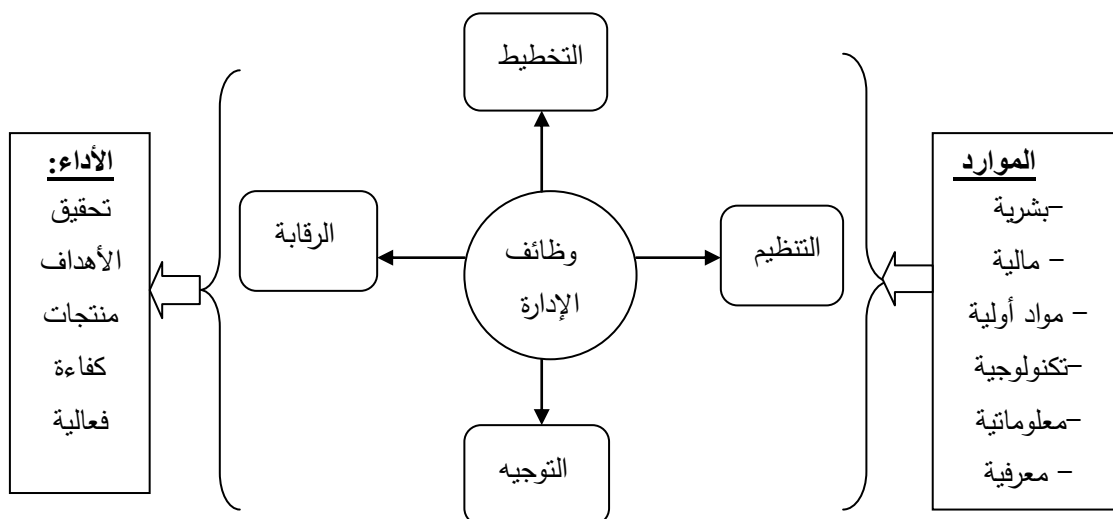 التخطيط
الموارد
–بشرية
– مالية
– مواد أولية
–تكنولوجية
–معلوماتية
– معرفية
التنظيم
وظائف
الإدارة
الرقابة
التوجيه
الأداء:
تحقيق
الأهداف
منتجات
كفاءة
فعالية